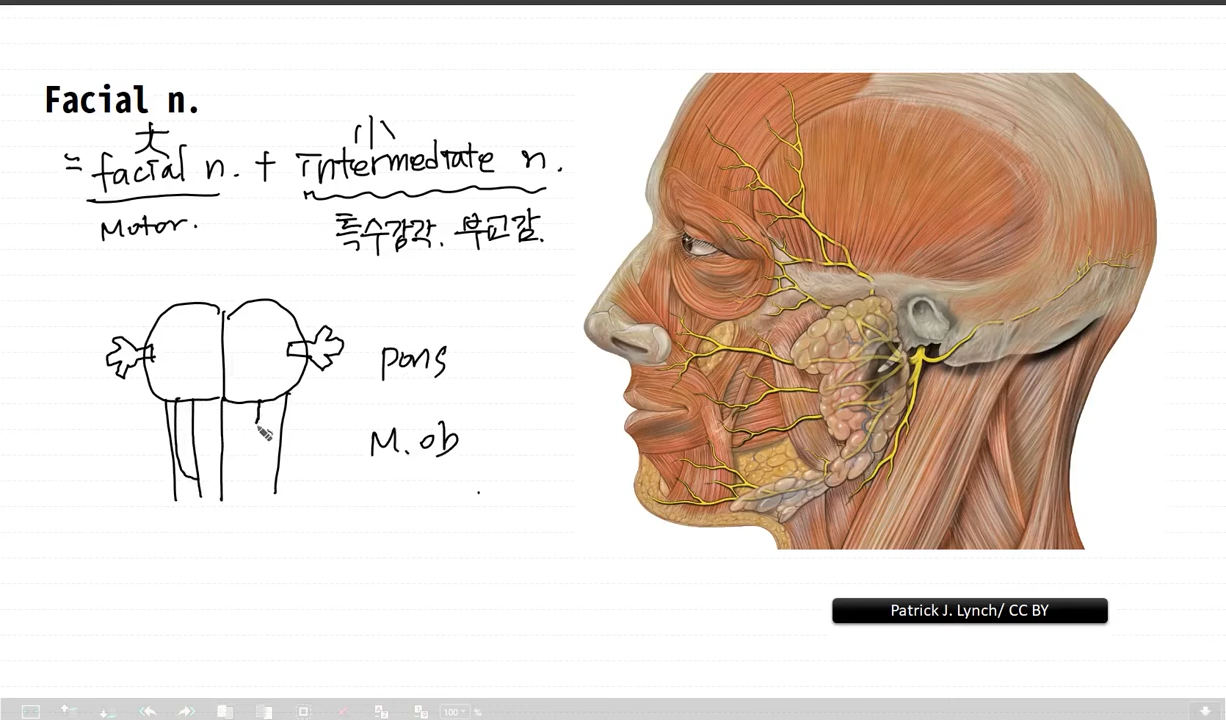 Facial n.
大 小
= facial n. + intermediate n.
Motor. 특수감각. 부교감.
pons
M. ob
Patrick J. Lynch/ CC BY
100 %